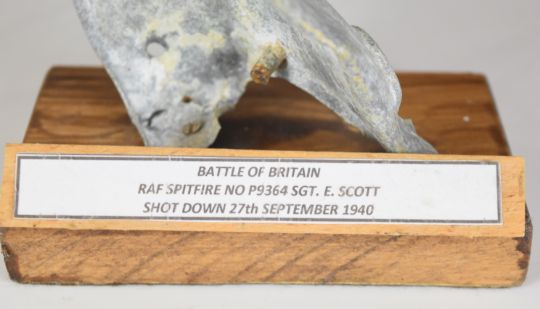 BATTLE OF BRITAIN
RAF SPITFIRE NO P9364 SGT. E. SCOTT
SHOT DOWN 27th SEPTEMBER 1940